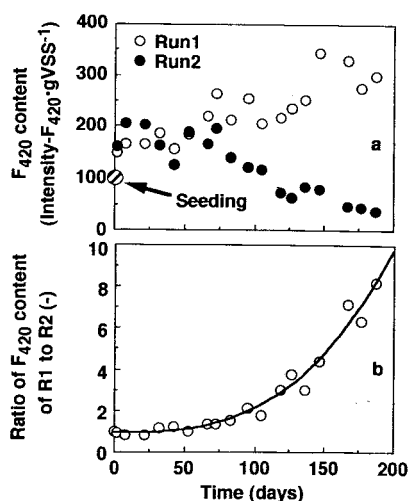 400
300
200
100
0
F420 content
(Intensity-F420·gVSS-1)
Run1
Run2
a
Seeding
10
8
6
4
2
0
Ratio of F420 content
of R1 to R2 (-)
b
0 50 100 150 200
Time (days)